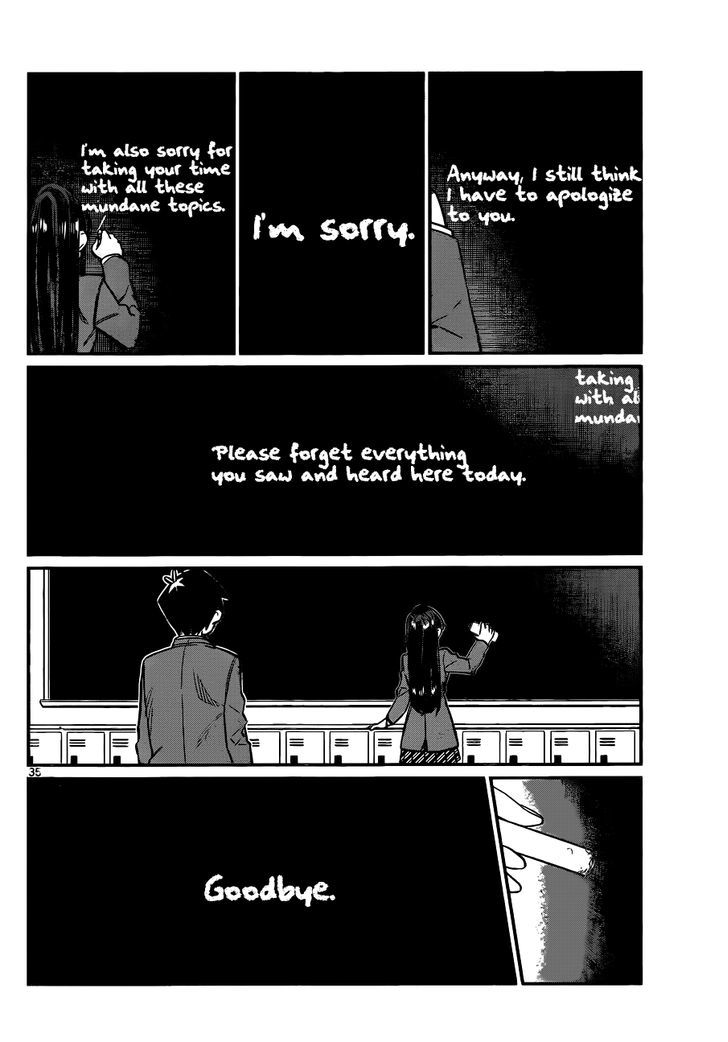 Anyway, I still think
I have to apologize
to you.
I'm sorry.
I'm also sorry for
taking your time
with all these
mundane topics.
taking
with al
munda
Please forget everything
you saw and heard here today.
35
Goodbye.